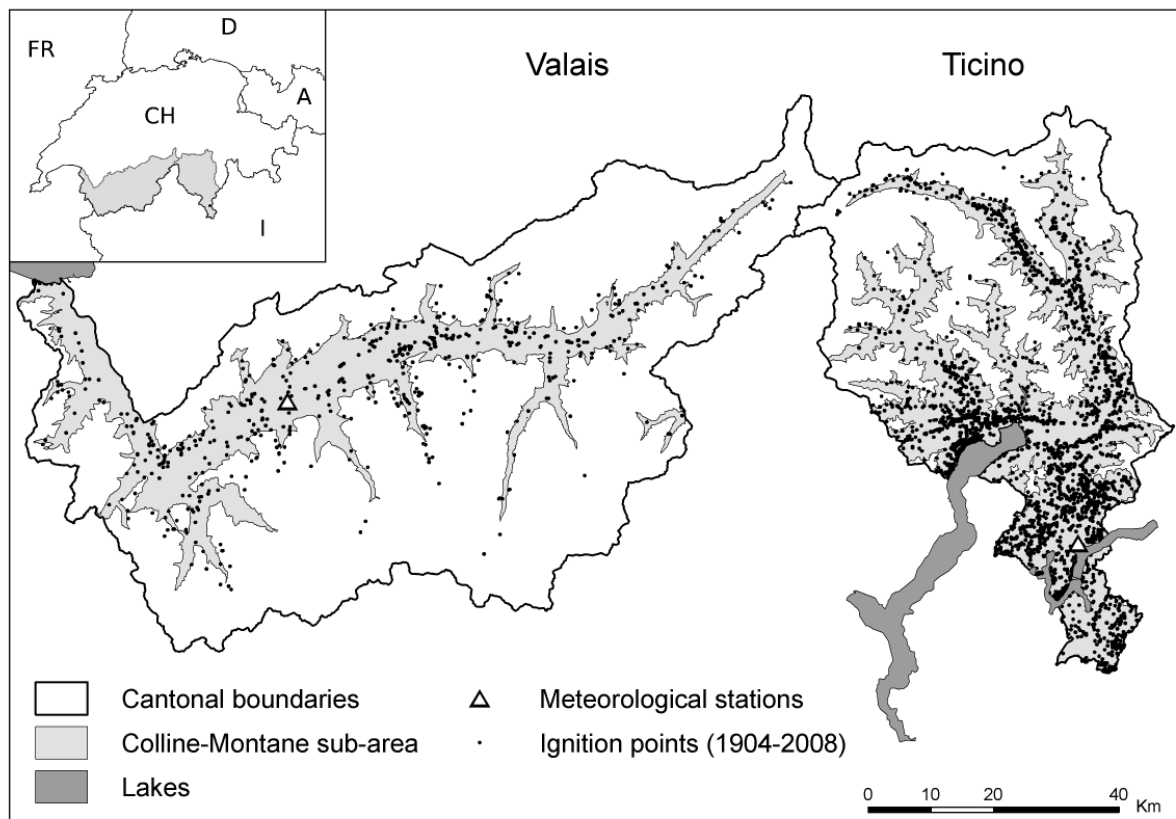 D
FR
A
CH
I
Valais
Ticino
Cantonal boundaries
Colline-Montane sub-area
Lakes
Meteorological stations
Ignition points (1904-2008)
0 10 20 40
Km